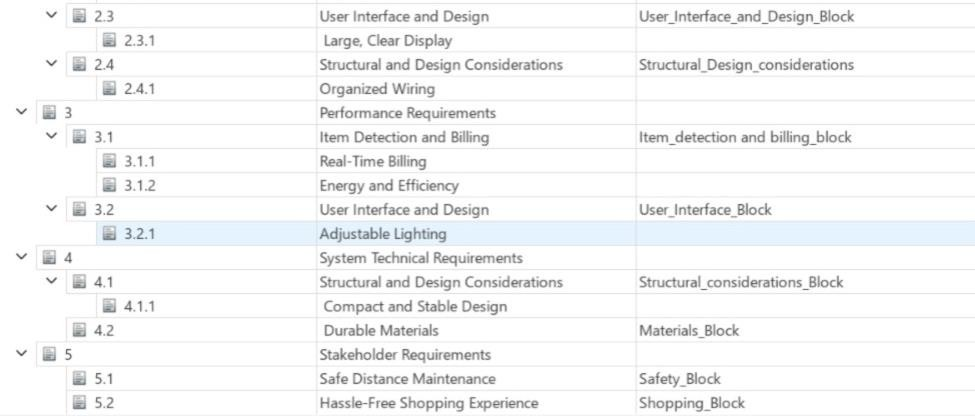 2.3 User Interface and Design User_Interface_and_Design_Block
2.3.1 Large, Clear Display
2.4 Structural and Design Considerations Structural_Design_considerations
2.4.1 Organized Wiring
3 Performance Requirements
3.1 Item Detection and Billing Item_detection and billing_block
3.1.1 Real-Time Billing
3.1.2 Energy and Efficiency
3.2 User Interface and Design User_Interface_Block
3.2.1 Adjustable Lighting
4 System Technical Requirements
4.1 Structural and Design Considerations Structural_considerations_Block
4.1.1 Compact and Stable Design
4.2 Durable Materials Materials_Block
5 Stakeholder Requirements
5.1 Safe Distance Maintenance Safety_Block
5.2 Hassle-Free Shopping Experience Shopping_Block